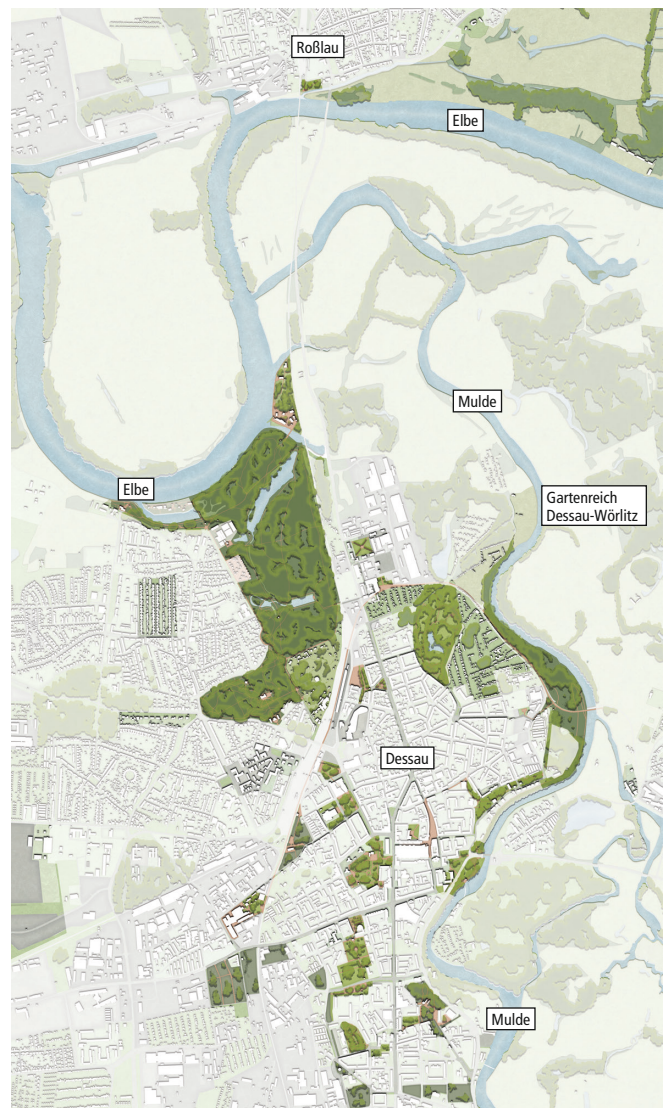 Roßlau
Elbe
Mulde
Elbe
Gartenreich
Dessau-Wörlitz
Dessau
Mulde